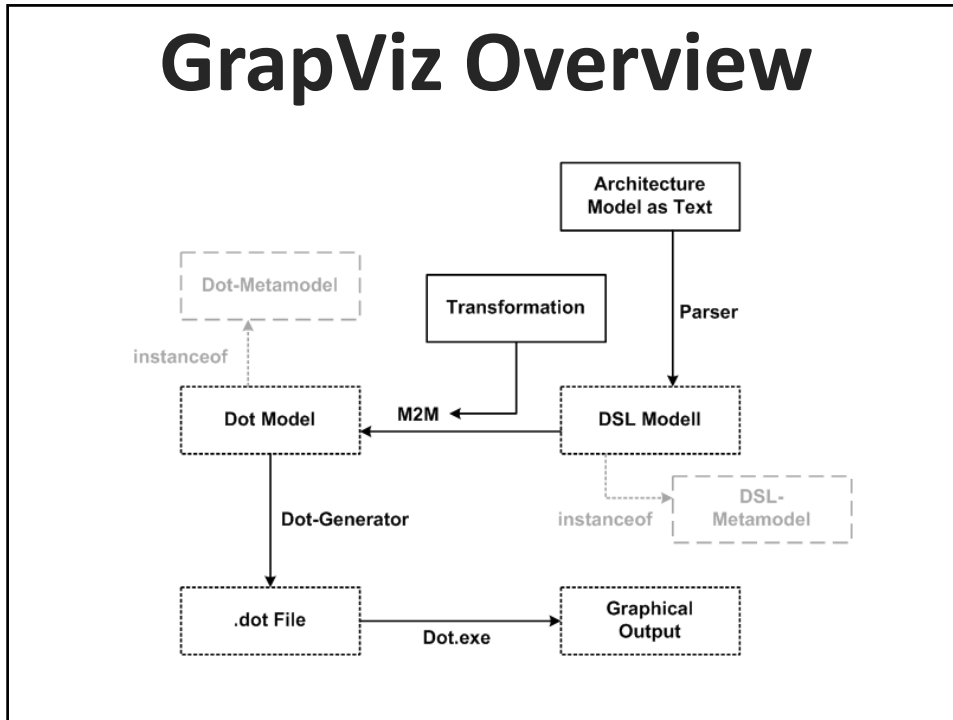 GrapViz Overview
Architecture
Model as Text
Dot-Metamodel
Transformation
Parser
instanceof
Dot Model
M2M
DSL Modell
Dot-Generator
instanceof
DSL-
Metamodel
.dot File
Dot.exe
Graphical
Output